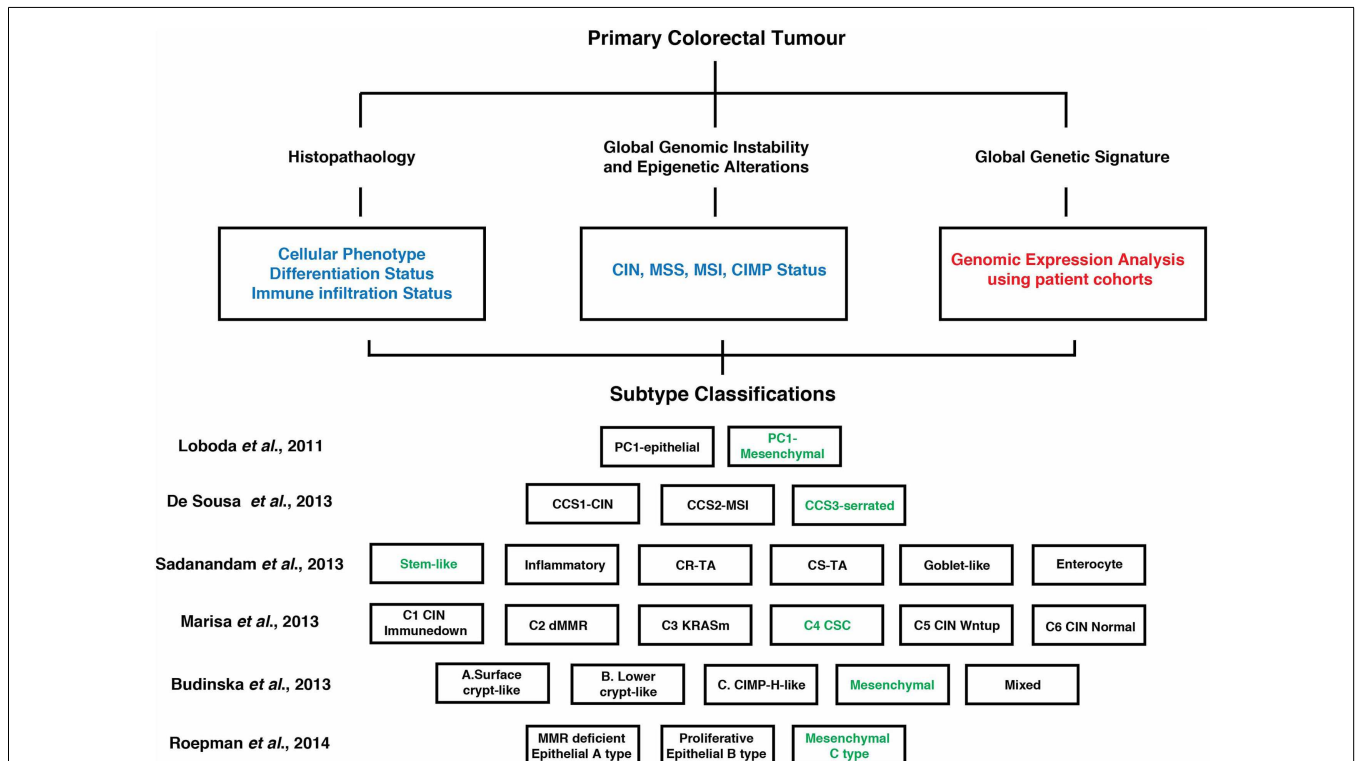 Primary Colorectal Tumour
Histopathaology
Global Genomic Instability
and Epigenetic Alterations
Global Genetic Signature
Cellular Phenotype
Differentiation Status
Immune infiltration Status
CIN, MSS, MSI, CIMP Status
Genomic Expression Analysis
using patient cohorts
Subtype Classifications
Loboda et al., 2011
PC1-epithelial
PC1-
Mesenchymal
De Sousa et al., 2013
CCS1-CIN
CCS2-MSI
CCS3-serrated
Sadanandam et al., 2013
Stem-like
Inflammatory
CR-TA
CS-TA
Goblet-like
Enterocyte
Marisa et al., 2013
C1 CIN
Immunedown
C2 dMMR
C3 KRASm
C4 CSC
C5 CIN Wntup
C6 CIN Normal
Budinska et al., 2013
A.Surface
crypt-like
B. Lower
crypt-like
C. CIMP-H-like
Mesenchymal
Mixed
Roepman et al., 2014
MMR deficient
Epithelial A type
Proliferative
Epithelial B type
Mesenchymal
C type